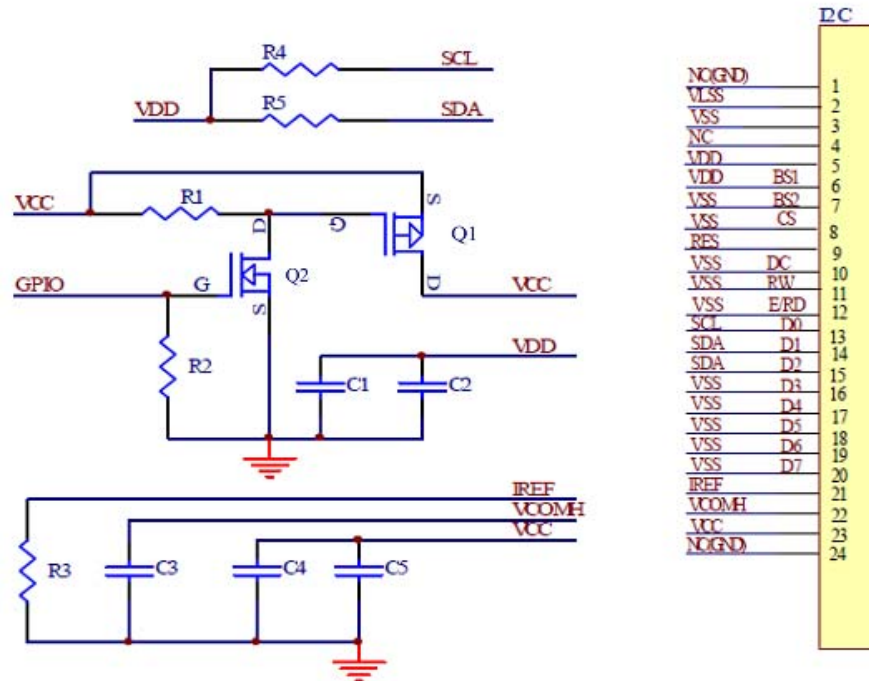 I2C
R4 SCL
VDD R5 SDA
VCC R1 D G S Q1
D VCC
GPIO G Q2
S
R2
VDD
C1 C2
IREF
VCOMH
VCC
R3 C3 C4 C5
NC(GND) 1
VLSS 2
VSS 3
NC 4
VDD 5
VDD BS1 6
VSS BS2 7
VSS CS 8
RES 9
VSS DC 10
VSS RW 11
VSS E/RD 12
SCL D0 13
SDA D1 14
SDA D2 15
VSS D3 16
VSS D4 17
VSS D5 18
VSS D6 19
VSS D7 20
IREF 21
VCOMH 22
VCC 23
NC(GND) 24